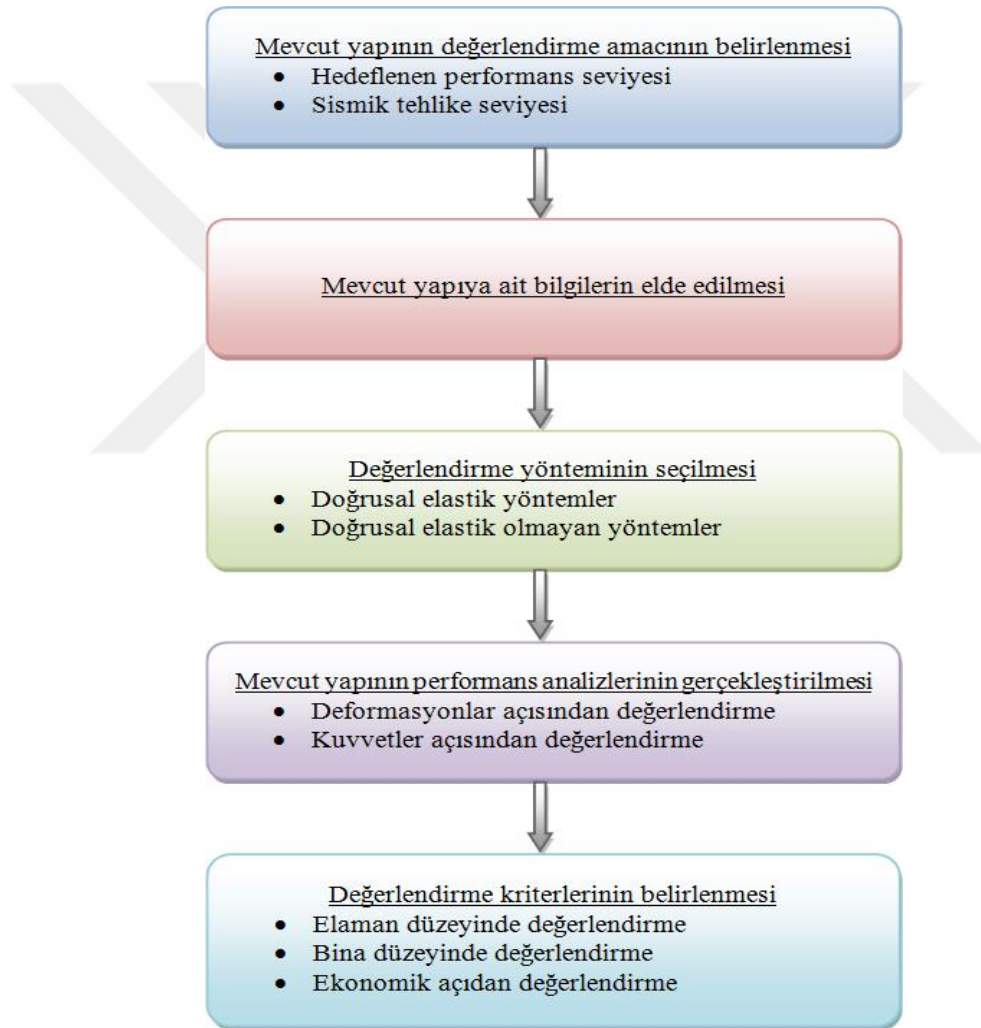 Mevcut yapının değerlendirme amacının belirlenmesi
• Hedeflenen performans seviyesi
• Sismik tehlike seviyesi
Mevcut yapıya ait bilgilerin elde edilmesi
Değerlendirme yönteminin seçilmesi
• Doğrusal elastik yöntemler
• Doğrusal elastik olmayan yöntemler
Mevcut yapının performans analizlerinin gerçekleştirilmesi
• Deformasyonlar açısından değerlendirme
• Kuvvetler açısından değerlendirme
Değerlendirme kriterlerinin belirlenmesi
• Elaman düzeyinde değerlendirme
• Bina düzeyinde değerlendirme
• Ekonomik açıdan değerlendirme